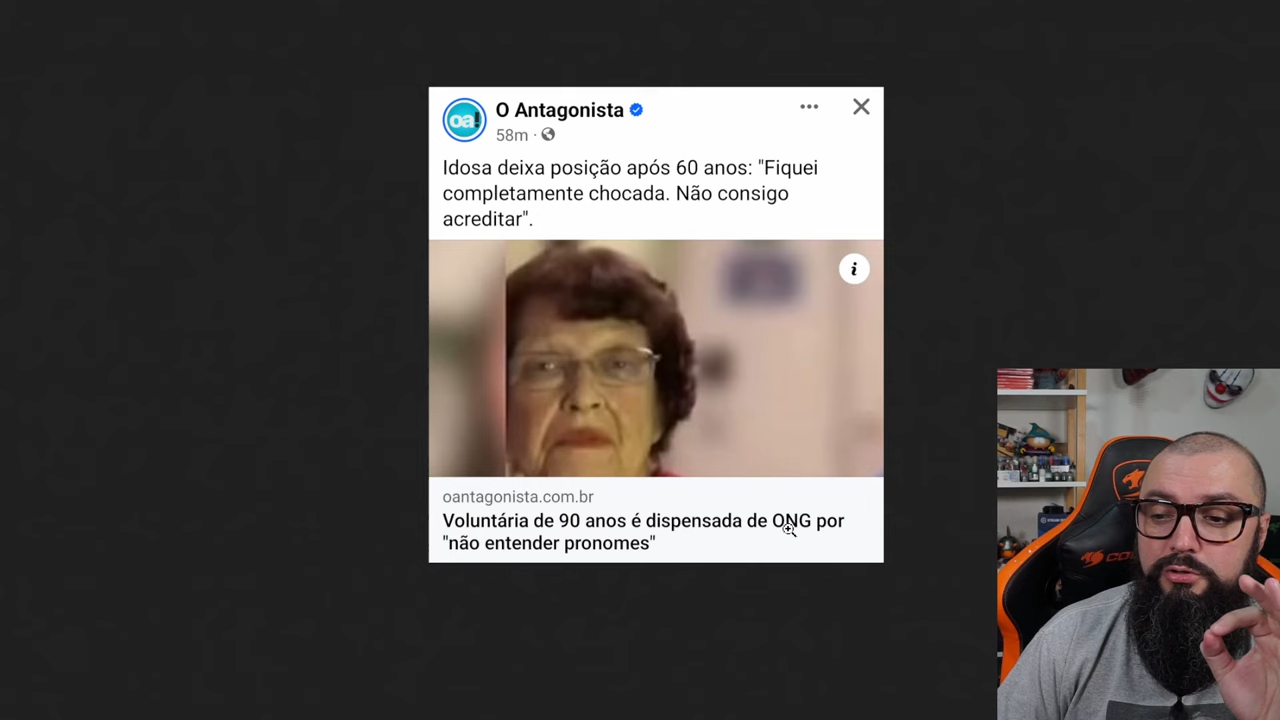 oa!
O Antagonista
58m ·
Idosa deixa posição após 60 anos: "Fiquei
completamente chocada. Não consigo
acreditar".
i
oantagonista.com.br
Voluntária de 90 anos é dispensada de ONG por
"não entender pronomes"